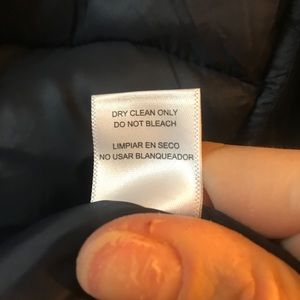 DRY CLEAN ONLY
DO NOT BLEACH
LIMPIAR EN SECO
NO USAR BLANQUEADOR